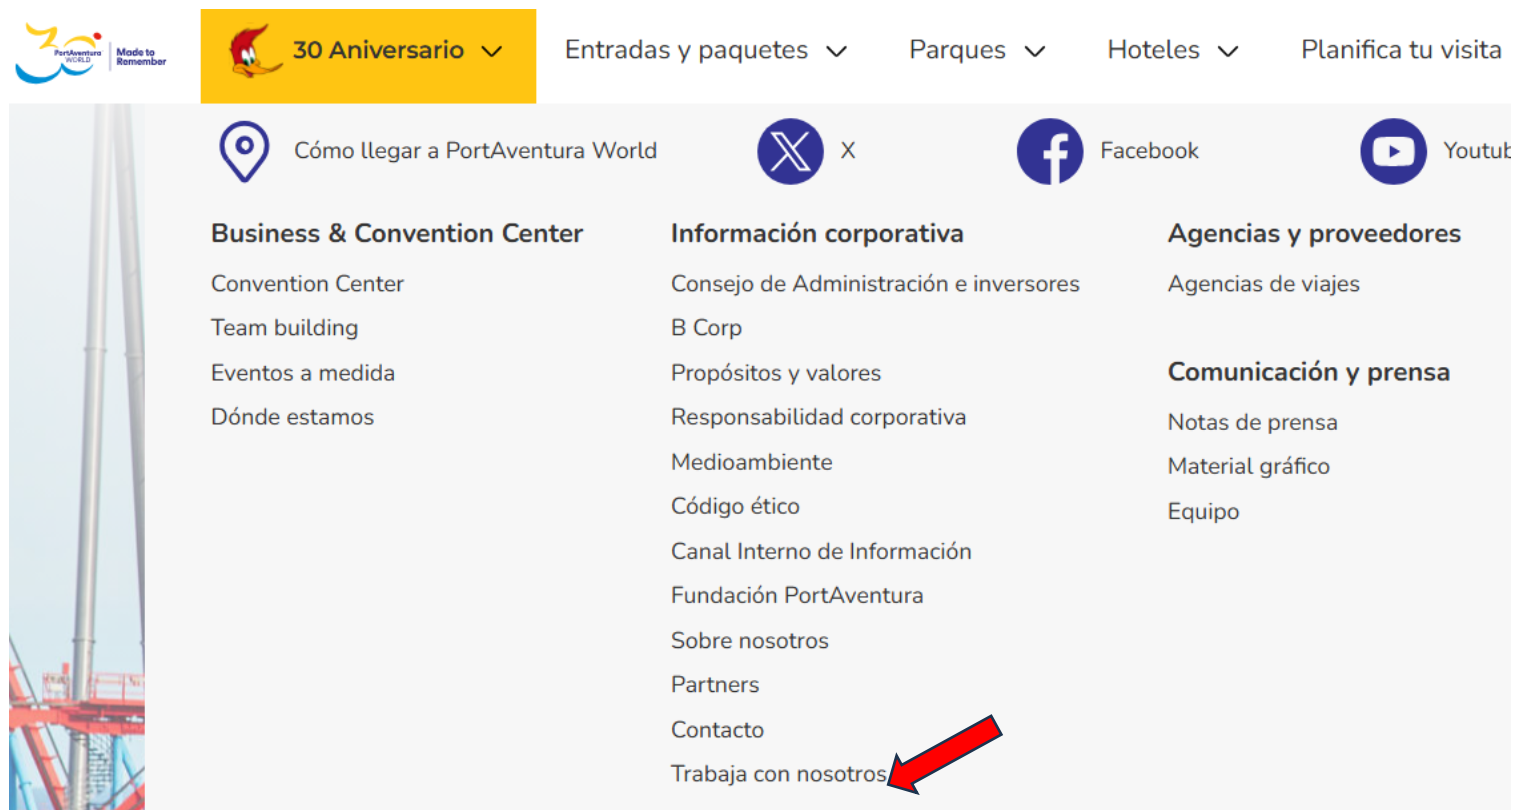 PortAventura
WORLD
Made to
Remember
30 Aniversario
Entradas y paquetes
Parques
Hoteles
Planifica tu visita
Cómo llegar a PortAventura World
X
Facebook
Youtub
Business & Convention Center
Convention Center
Team building
Eventos a medida
Dónde estamos
Información corporativa
Consejo de Administración e inversores
B Corp
Propósitos y valores
Responsabilidad corporativa
Medioambiente
Código ético
Canal Interno de Información
Fundación PortAventura
Sobre nosotros
Partners
Contacto
Trabaja con nosotros
Agencias y proveedores
Agencias de viajes
Comunicación y prensa
Notas de prensa
Material gráfico
Equipo